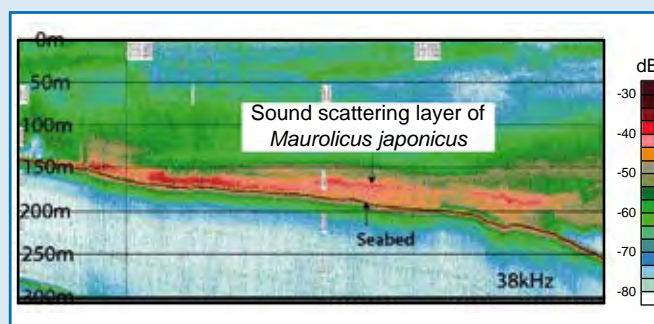 0m
50m
100m
150m
200m
250m
300m
Sound scattering layer of
Maurolicus japonicus
Seabed
38kHz
dB
-30
-40
-50
-60
-70
-80